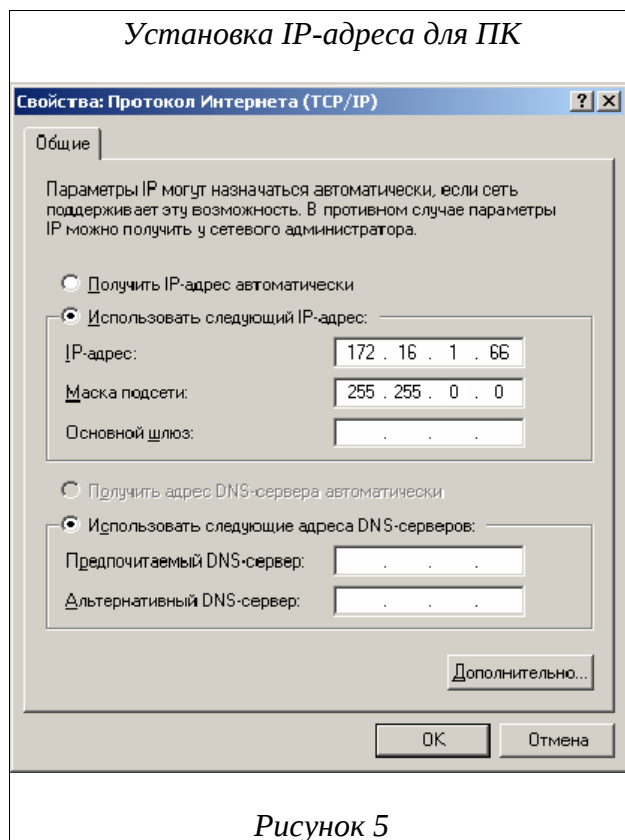 Установка IP-адреса для ПК
Свойства: Протокол Интернета (TCP/IP)
Общие
Параметры IP могут назначаться автоматически, если сеть
поддерживает эту возможность. В противном случае параметры
IP можно получить у сетевого администратора.
Получить IP-адрес автоматически
Использовать следующий IP-адрес:
IP-адрес: 172 . 16 . 1 . 66
Маска подсети: 255 . 255 . 0 . 0
Основной шлюз: . . .
Получить адрес DNS-сервера автоматически
Использовать следующие адреса DNS-серверов:
Предпочитаемый DNS-сервер: . . .
Альтернативный DNS-сервер: . . .
Дополнительно...
OK Отмена
Рисунок 5